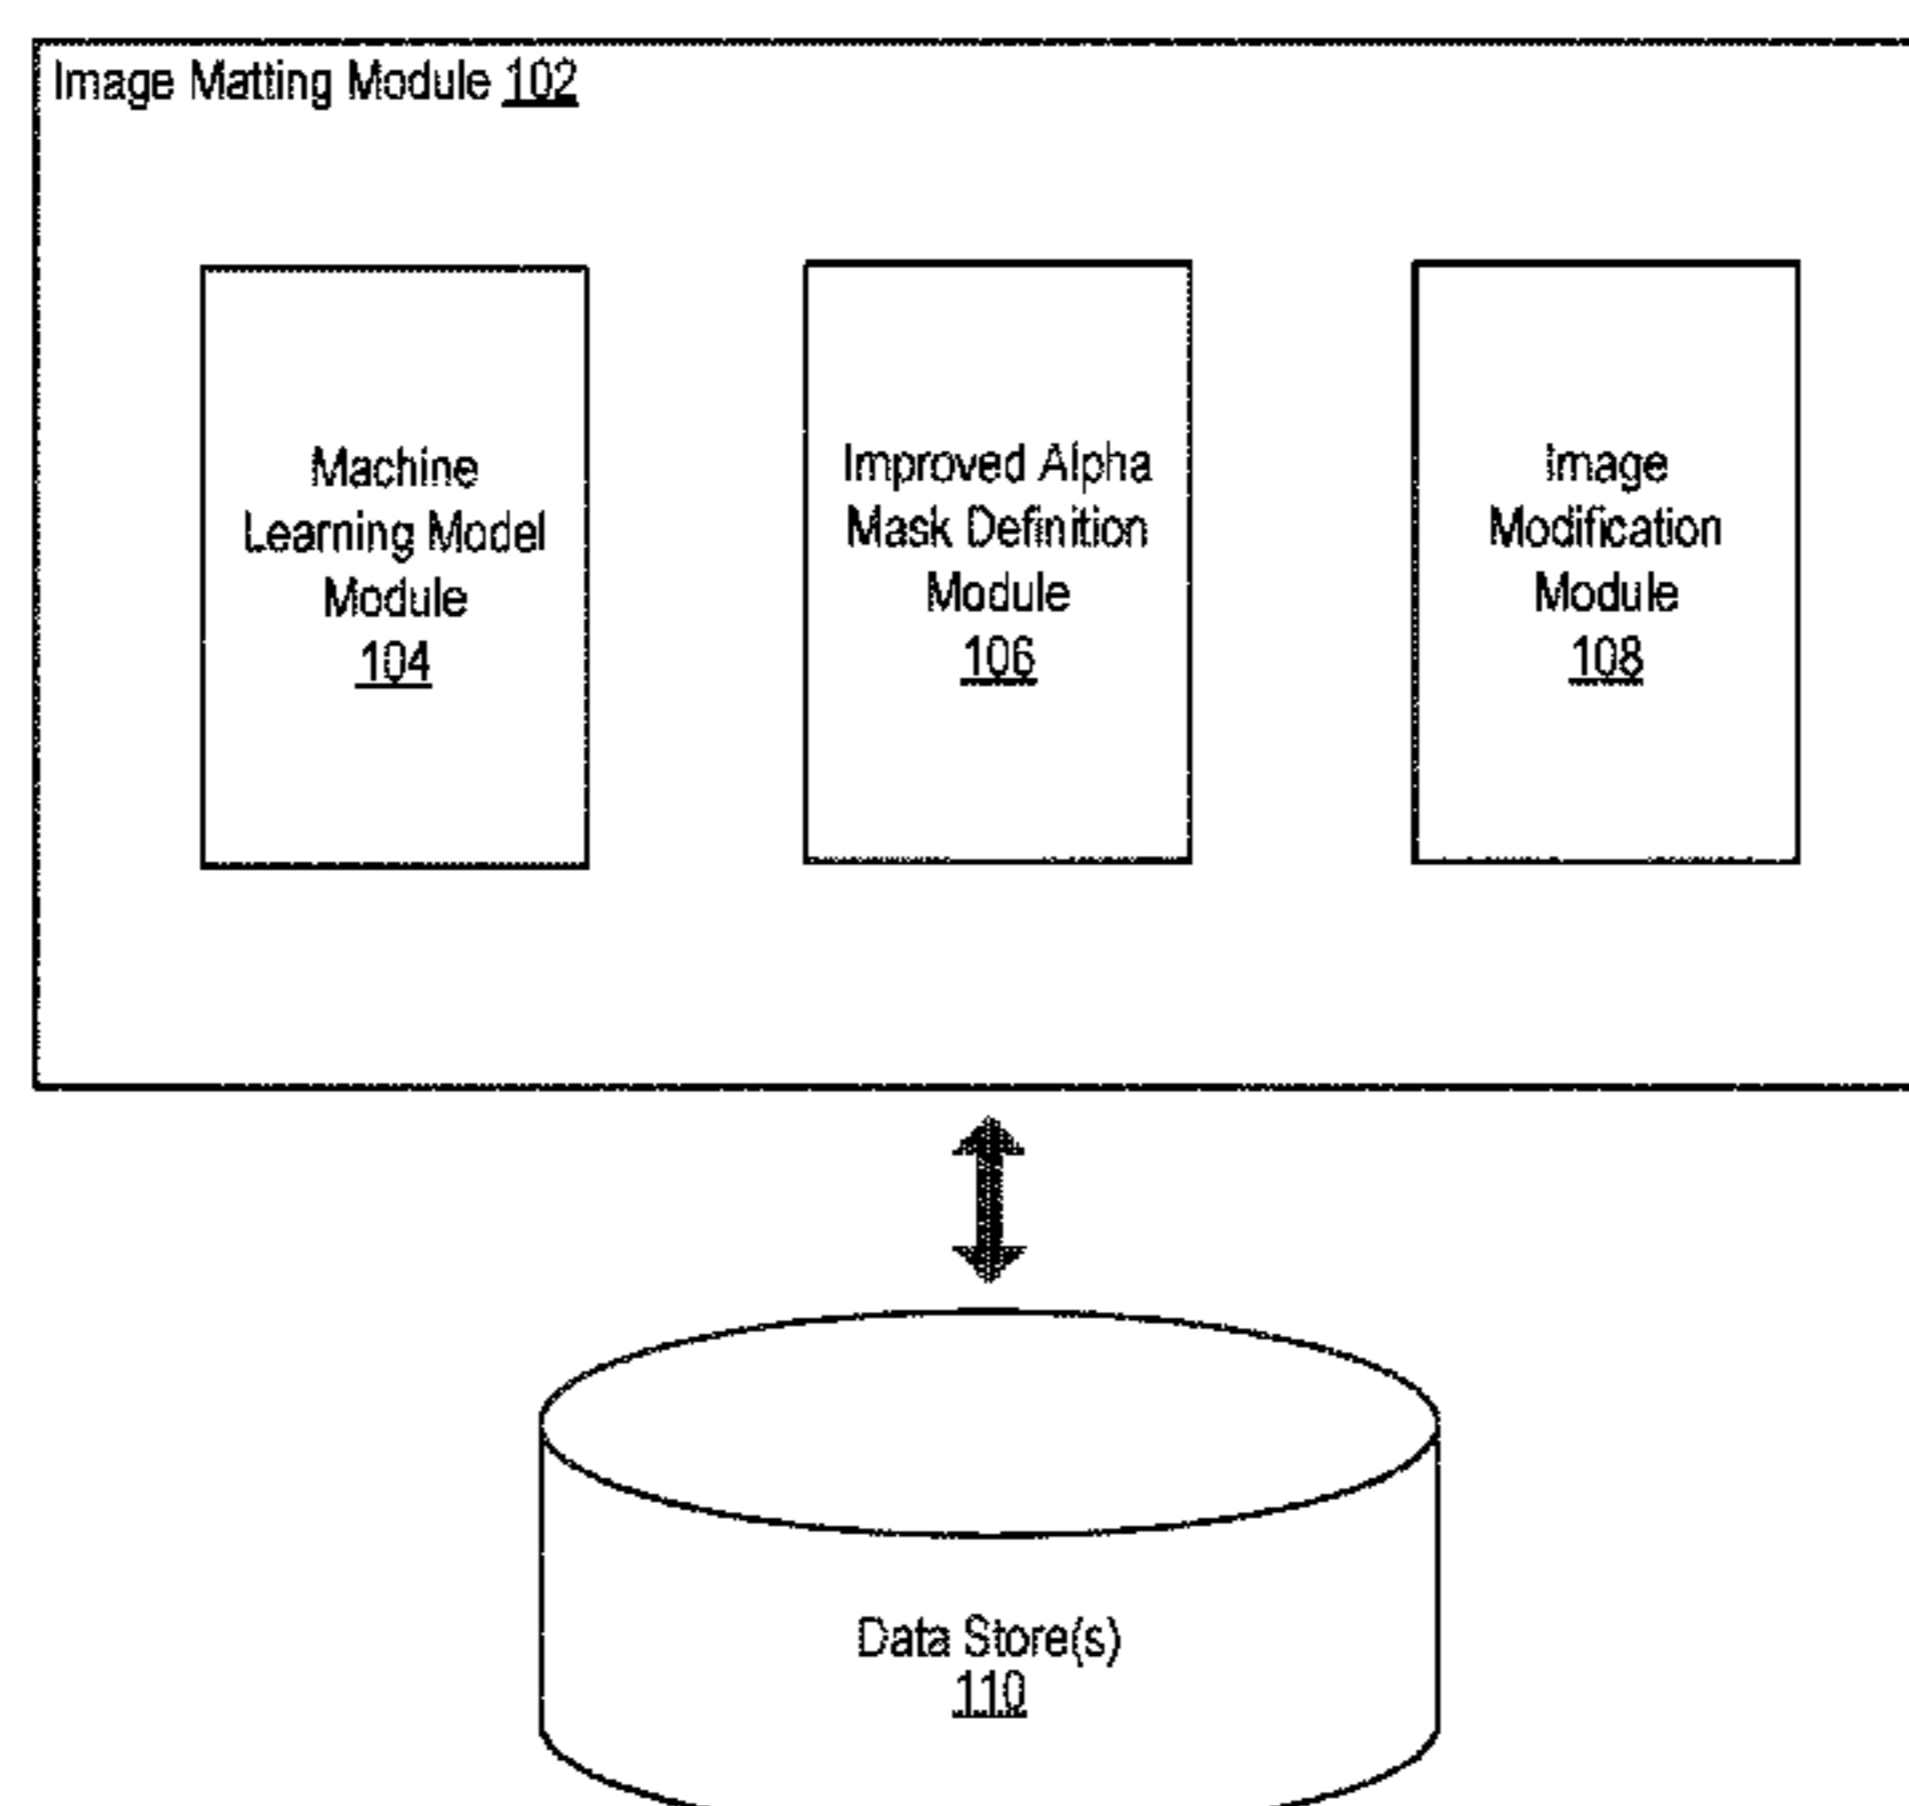 Image Matting Module 102
Machine
Learning Model
Module
104
Improved Alpha
Mask Definition
Module
106
Image
Modification
Module
108
Data Store(s)
110